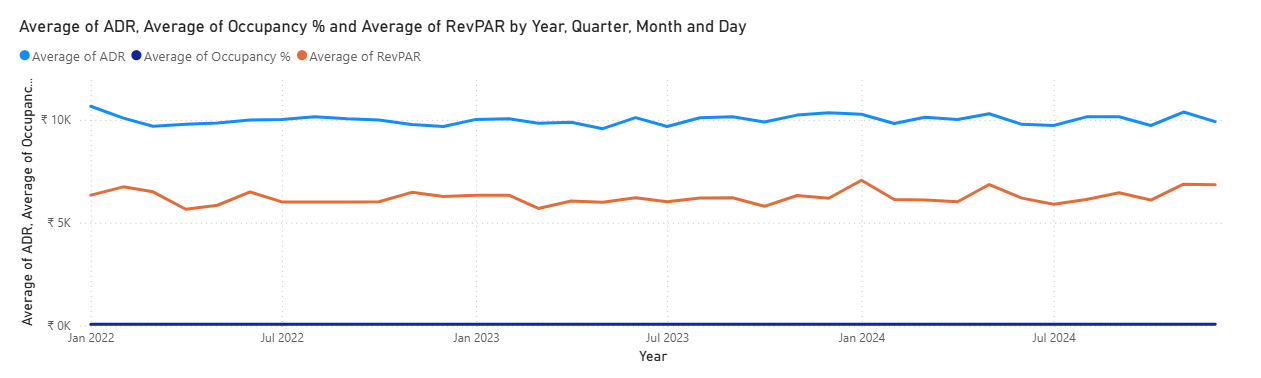 Average of ADR, Average of Occupancy % and Average of RevPAR by Year, Quarter, Month and Day
Average of ADR Average of Occupancy % Average of RevPAR
Average of ADR, Average of Occupanc...
₹ 10K
₹ 5K
₹ 0K
Jan 2022 Jul 2022 Jan 2023 Jul 2023 Jan 2024 Jul 2024
Year